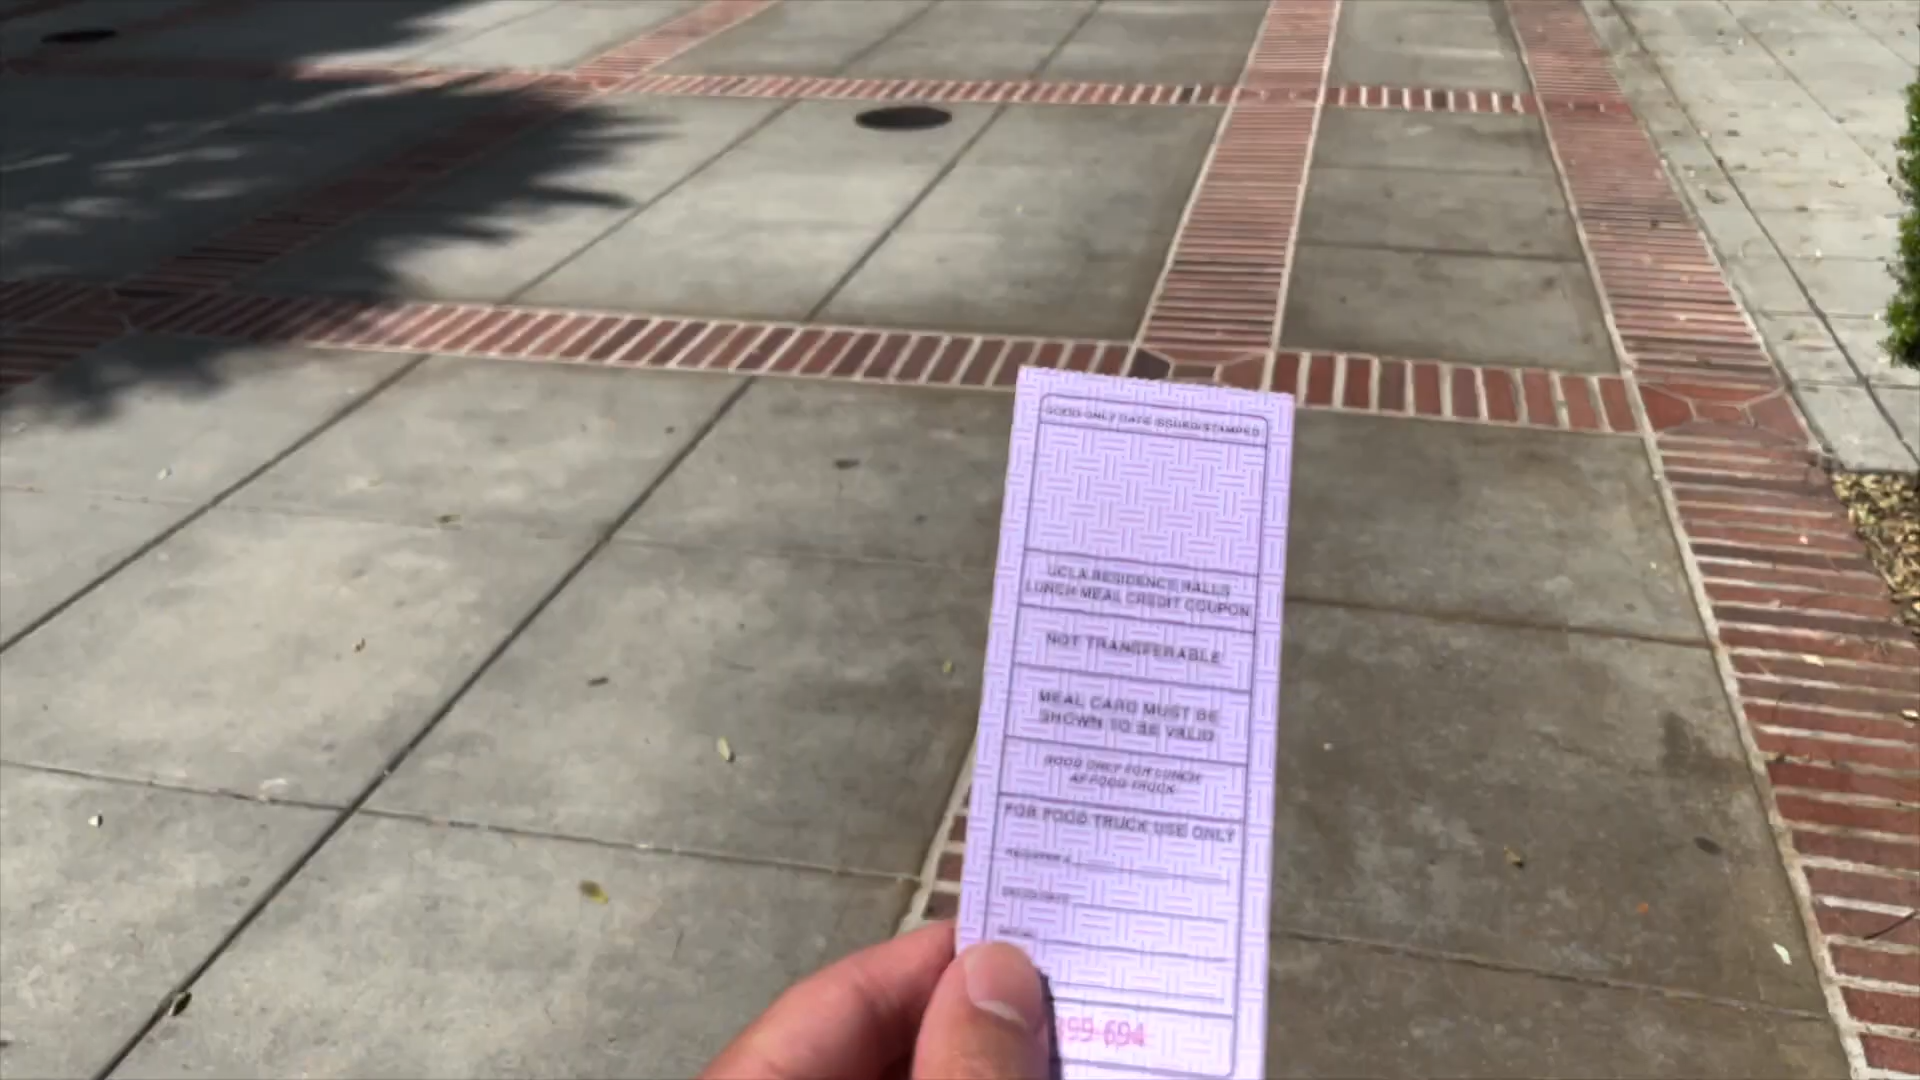 GOOD ONLY DATE ISSUED/STAMPED
UCLA RESIDENCE HALLS
LUNCH MEAL CREDIT COUPON
NOT TRANSFERABLE
MEAL CARD MUST BE
SHOWN TO BE VALID
GOOD ONLY FOR LUNCH
AT FOOD TRUCK
FOR FOOD TRUCK USE ONLY
694